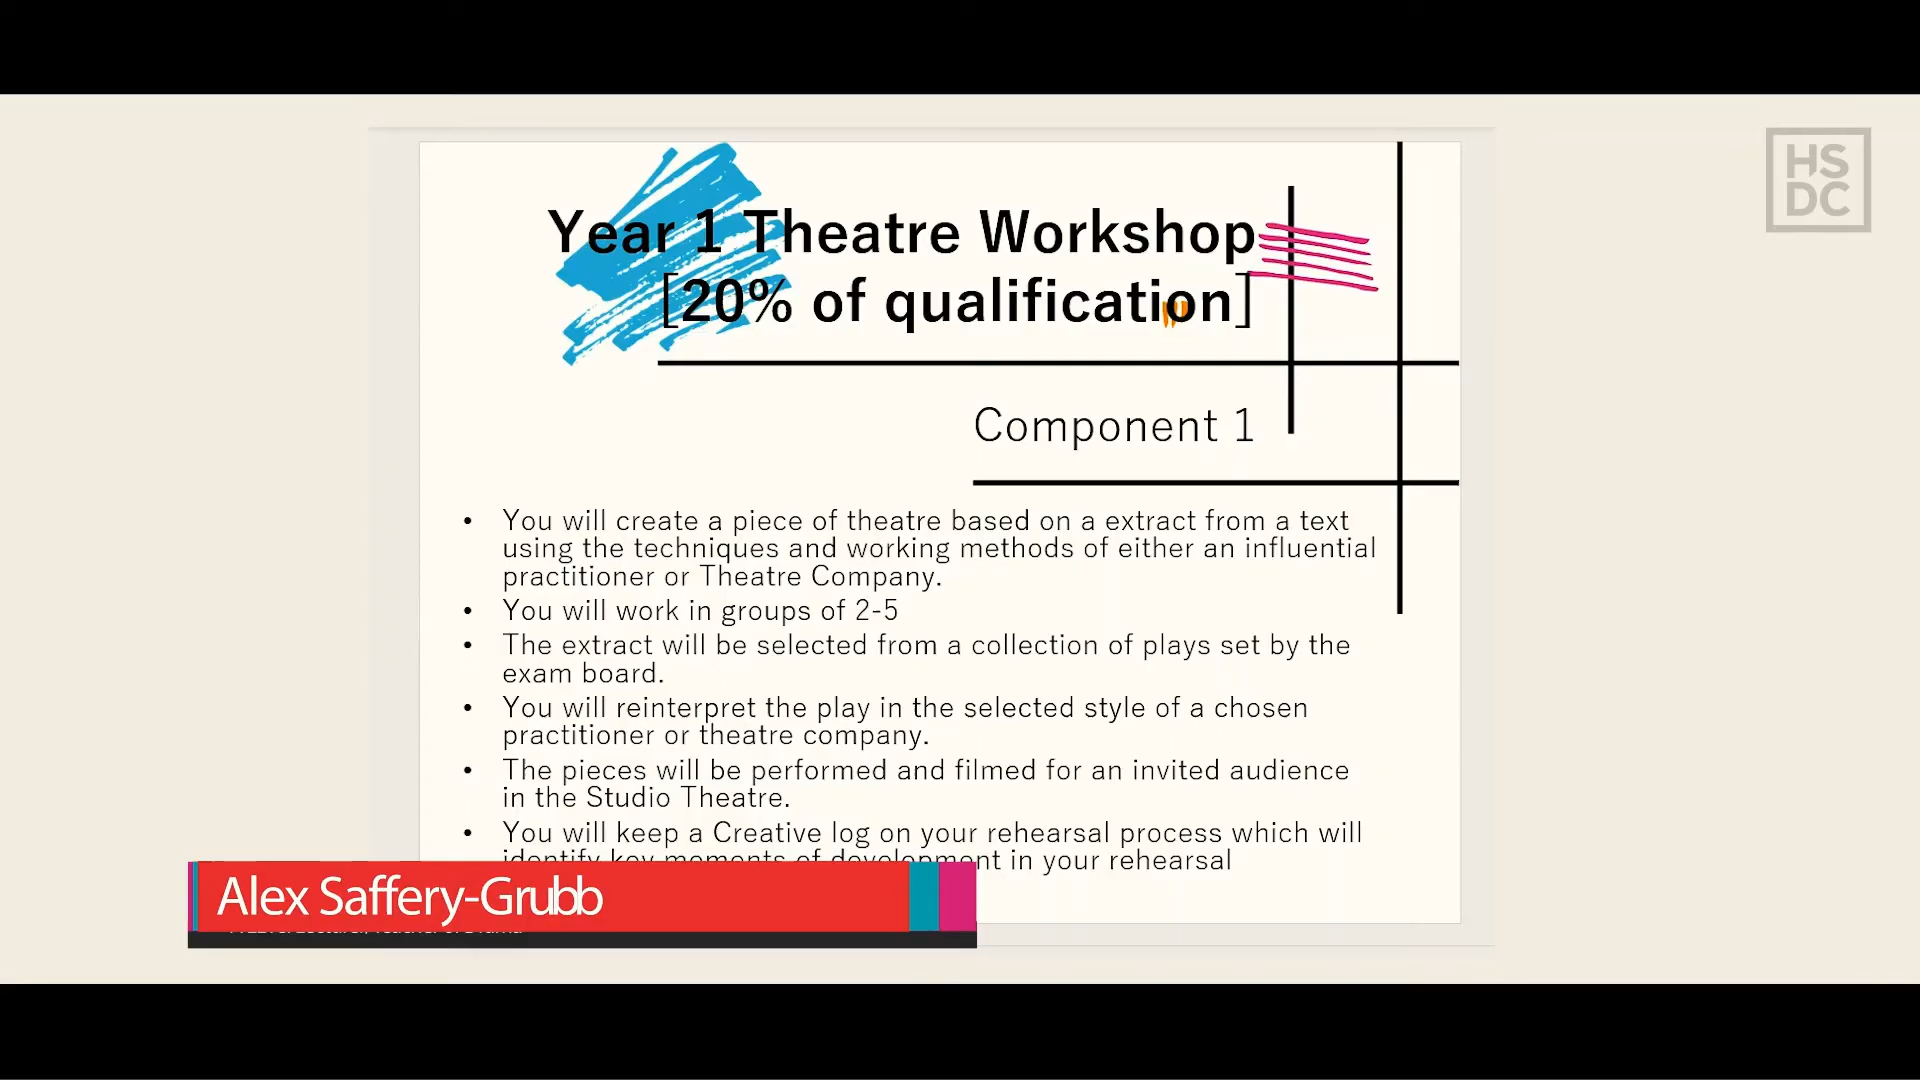 HS
DC
Year 1 Theatre Workshop
[20% of qualification]
Component 1
• You will create a piece of theatre based on a extract from a text
using the techniques and working methods of either an influential
practitioner or Theatre Company.
• You will work in groups of 2-5
• The extract will be selected from a collection of plays set by the
exam board.
• You will reinterpret the play in the selected style of a chosen
practitioner or theatre company.
• The pieces will be performed and filmed for an invited audience
in the Studio Theatre.
• You will keep a Creative log on your rehearsal process which will
identify key moments of development in your rehearsal
Alex Saffery-Grubb